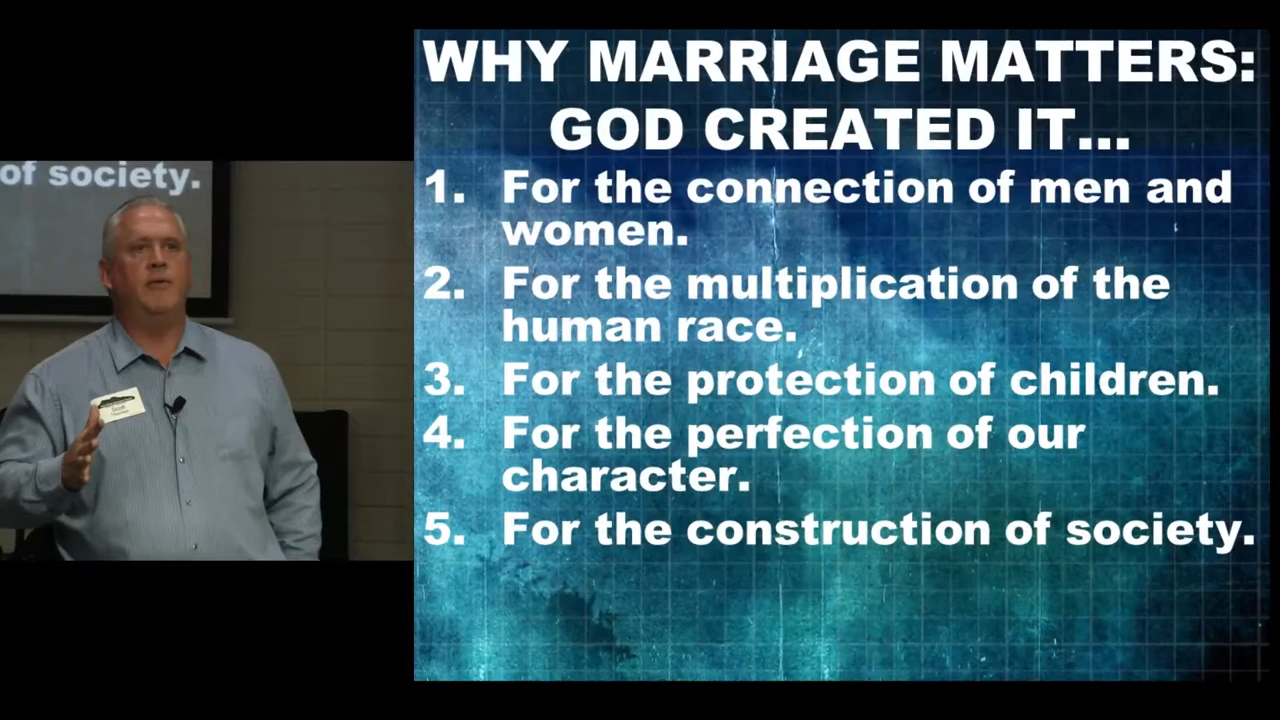 WHY MARRIAGE MATTERS:
GOD CREATED IT...
1. For the connection of men and
women.
2. For the multiplication of the
human race.
3. For the protection of children.
4. For the perfection of our
character.
5. For the construction of society.
of society.
Scott